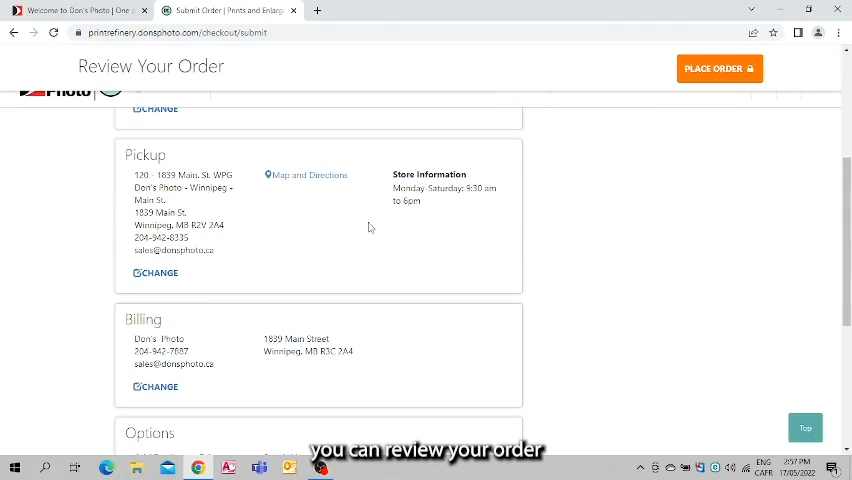 Welcome to Don's Photo | One c
Submit Order | Prints and Enlarge
printrefinery.donsphoto.com/checkout/submit
Review Your Order
PLACE ORDER
Photo
CHANGE
Pickup
120 - 1839 Main. St. WPG
Don's Photo - Winnipeg -
Main St.
1839 Main St.
Winnipeg, MB R2V 2A4
204-942-8335
sales@donsphoto.ca
Map and Directions
Store Information
Monday-Saturday: 9:30 am
to 6pm
CHANGE
Billing
Don's Photo
204-942-7887
sales@donsphoto.ca
1839 Main Street
Winnipeg, MB R3C 2A4
CHANGE
Options
Top
you can review your order
ENG
CAFR
2:57 PM
17/05/2022